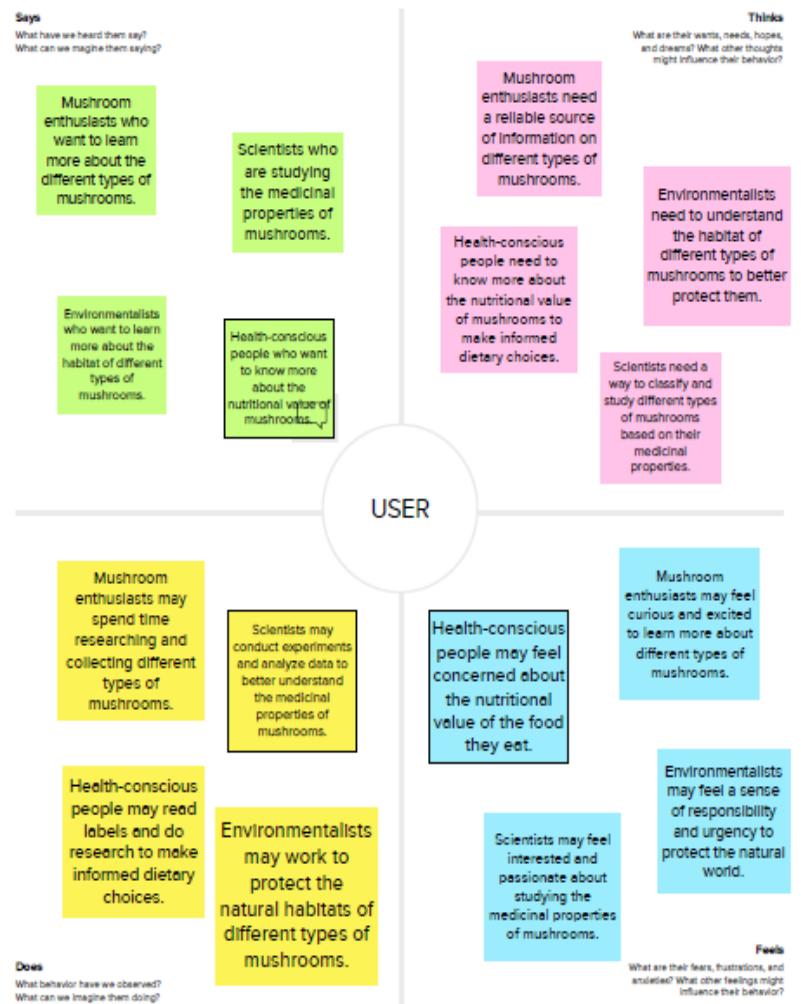 Says
What have we heard them say?
What can we magine them saying?
Mushroom
enthusiasts who
want to learn
more about the
different types of
mushrooms.
Scientists who
are studying
the medicinal
properties of
mushrooms.
Environmentalists
who want to learn
more about the
habitat of different
types of
mushrooms.
Health-conscious
people who want
to know more
about the
nutritional value of
mushrooms.
Thinks
What are their wants, needs, hopes,
and dreams? What other thoughts
might influence their behavior?
Mushroom
enthusiasts need
a reliable source
of information on
different types of
mushrooms.
Environmentalists
need to understand
the habitat of
different types of
mushrooms to better
protect them.
Health-conscious
people need to
know more about
the nutritional value
of mushrooms to
make informed
dietary choices.
Scientists need a
way to classify and
study different types
of mushrooms
based on their
medicinal
properties.
USER
Mushroom
enthusiasts may
spend time
researching and
collecting different
types of
mushrooms.
Scientists may
conduct experiments
and analyze data to
better understand
the medicinal
properties of
mushrooms.
Health-conscious
people may read
labels and do
research to make
informed dietary
choices.
Environmentalists
may work to
protect the
natural habitats of
different types of
mushrooms.
Does
What behavior have we observed?
What can we imagine them doing?
Mushroom
enthusiasts may feel
curious and excited
to learn more about
different types of
mushrooms.
Health-conscious
people may feel
concerned about
the nutritional
value of the food
they eat.
Environmentalists
may feel a sense
of responsibility
and urgency to
protect the natural
world.
Scientists may feel
interested and
passionate about
studying the
medicinal properties
of mushrooms.
Feels
What are their fears, frustrations, and
anxieties? What other feelings might
influence their behavior?